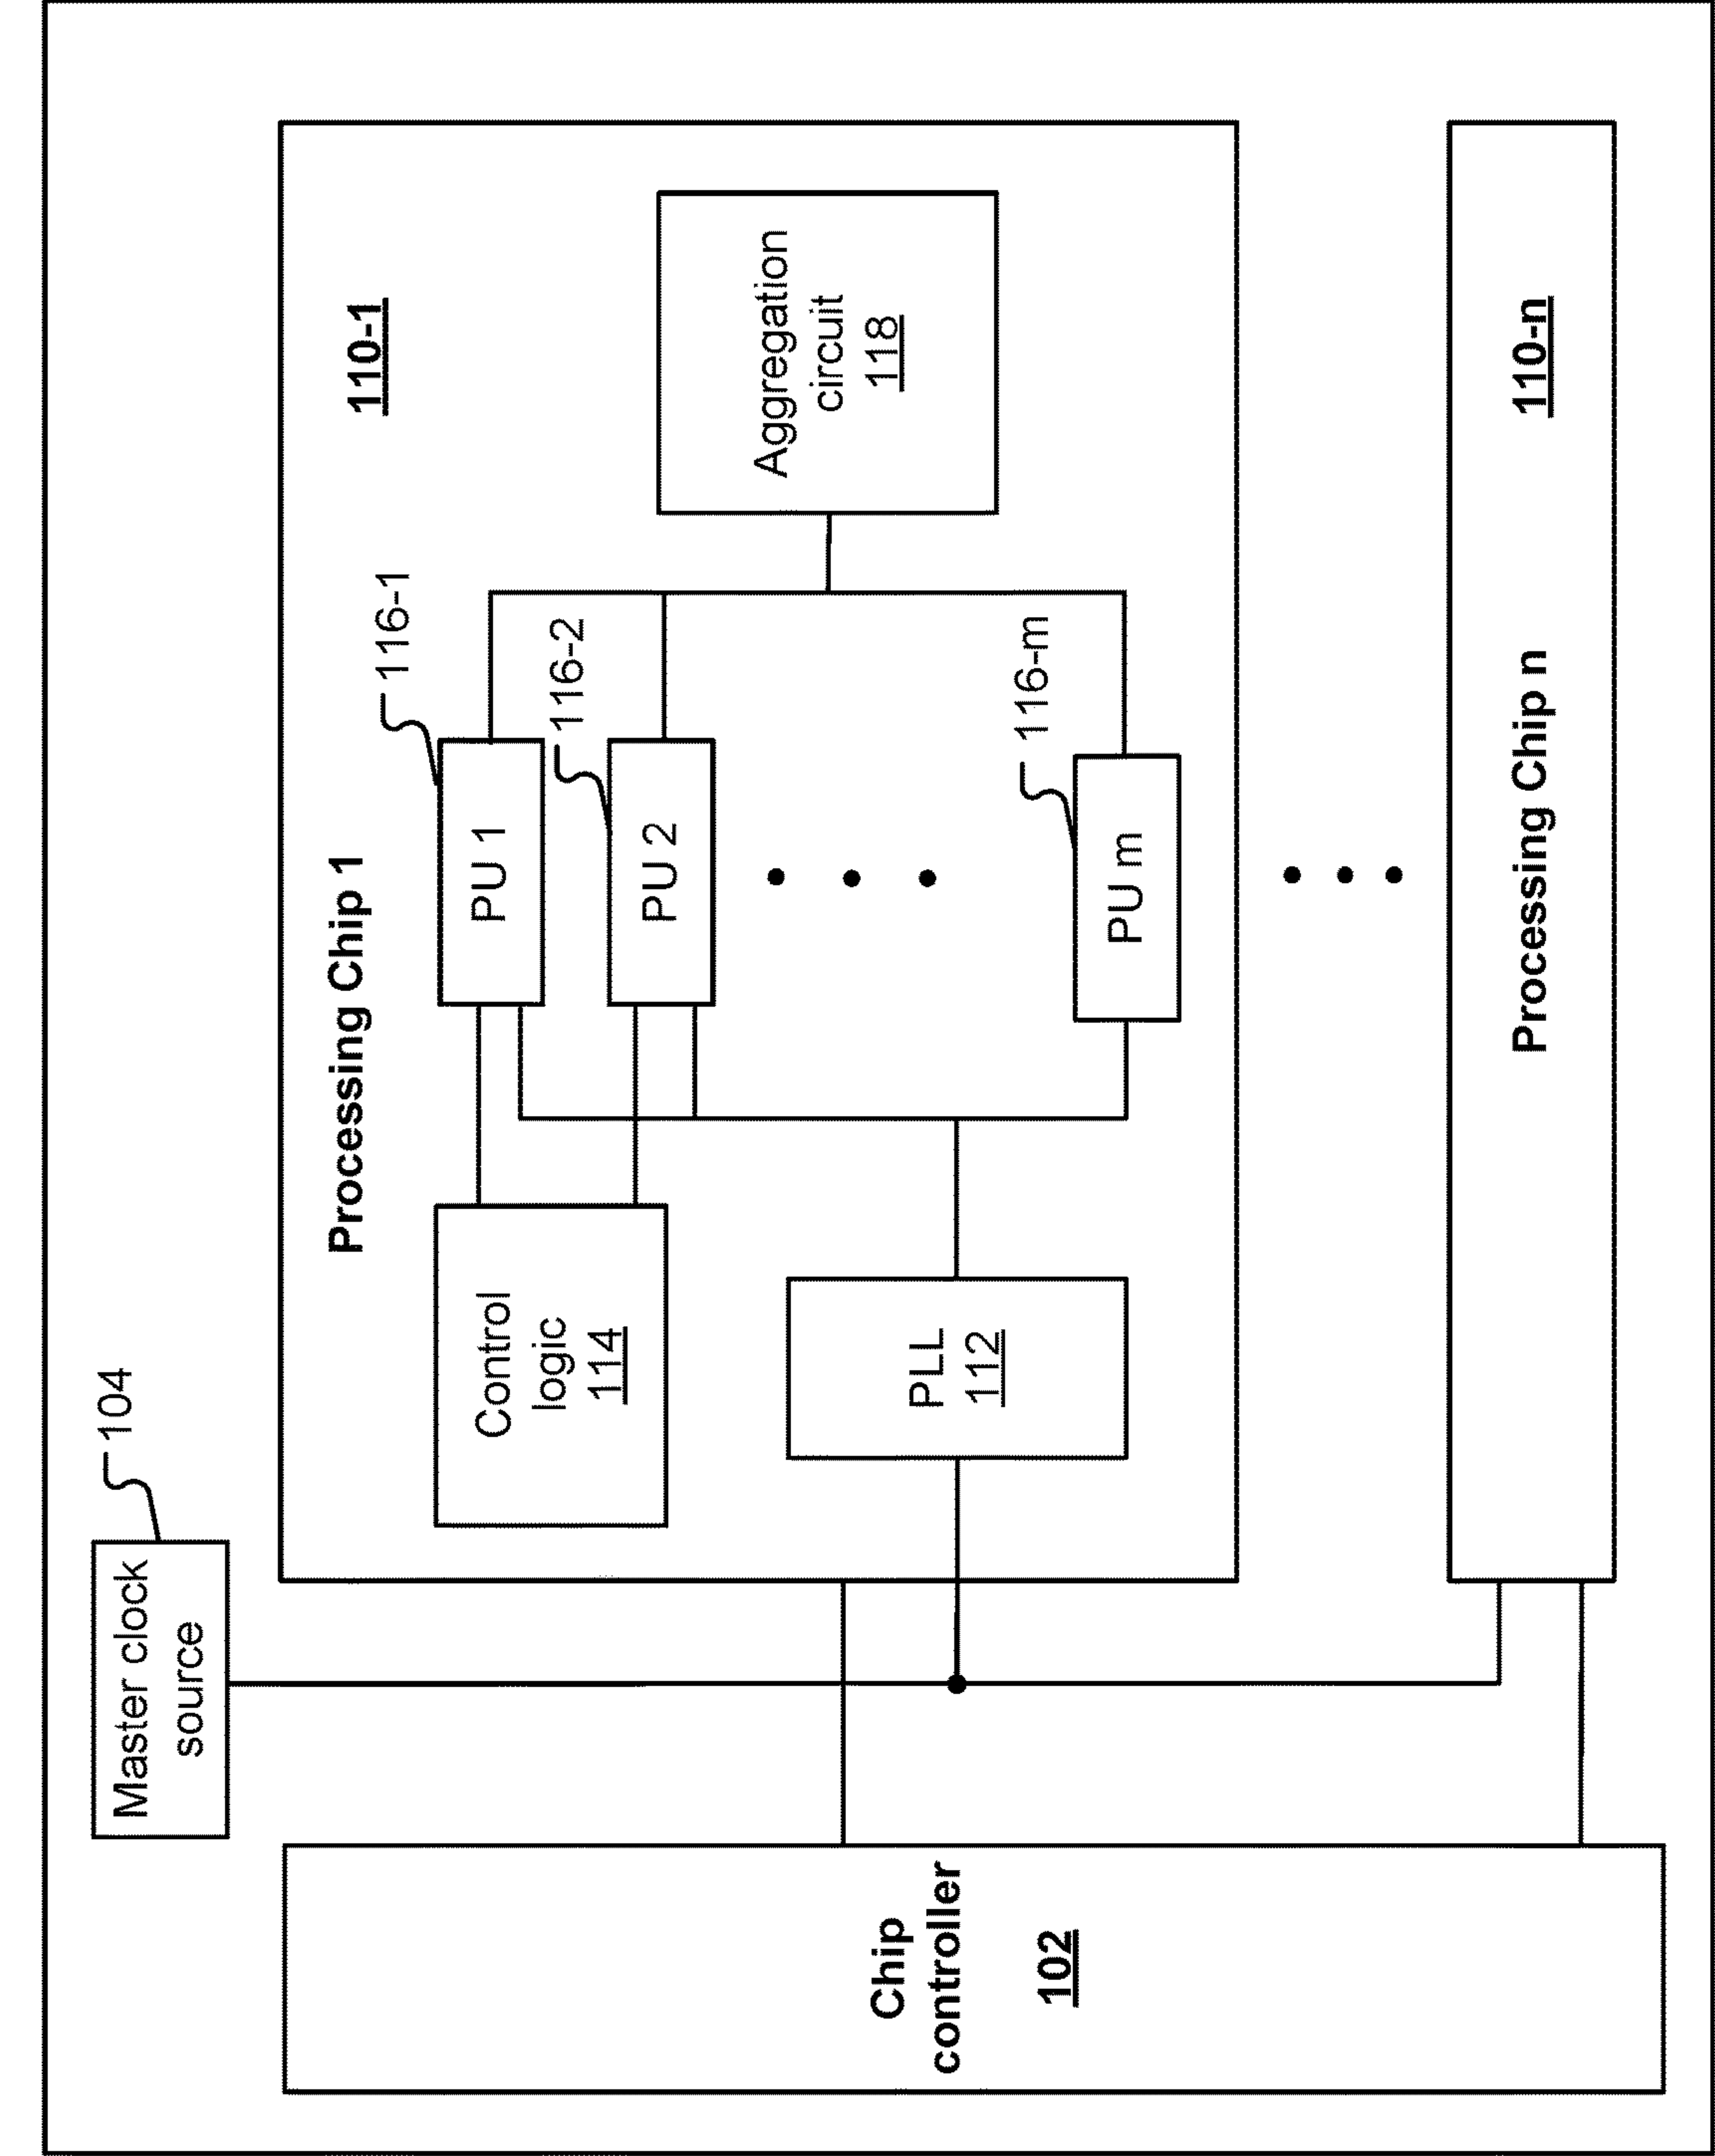 Master clock
source
104
Chip
controller
102
Processing Chip 1
110-1
Control
logic
114
PLL
112
PU 1
116-1
PU 2
116-2
PU m
116-m
Aggregation
circuit
118
Processing Chip n
110-n